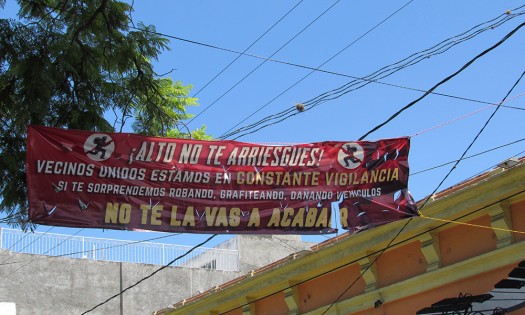 ¡ALTO NO TE ARRIESGUES!
VECINOS UNIDOS ESTAMOS EN CONSTANTE VIGILANCIA
SI TE SORPRENDEMOS ROBANDO, GRAFITEANDO, DAÑANDO VEHICULOS
NO TE LA VAS A ACABAR